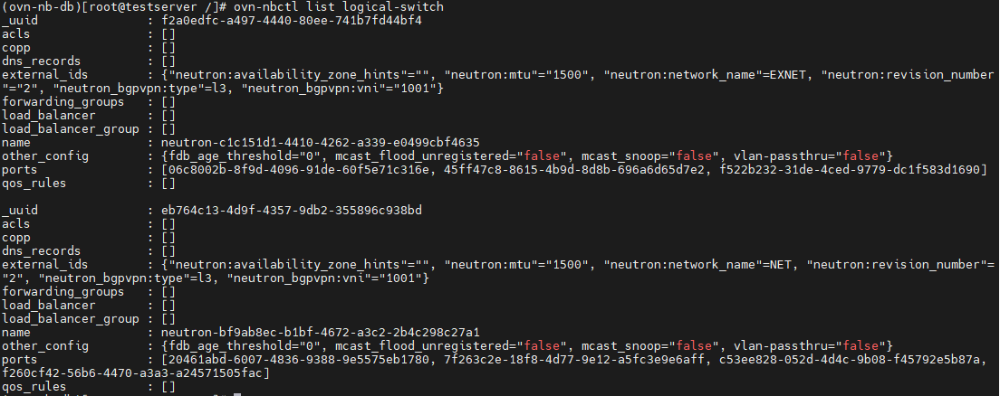 (ovn-nb-db)[root@testserver /]# ovn-nbctl list logical-switch
_uuid               : f2a0edfc-a497-4440-80ee-741b7fd44bf4
acls                : []
copp                : []
dns_records         : []
external_ids        : {"neutron:availability_zone_hints"="", "neutron:mtu"="1500", "neutron:network_name"=EXNET, "neutron:revision_number
"="2", "neutron_bgpvpn:type"=l3, "neutron_bgpvpn:vni"="1001"}
forwarding_groups   : []
load_balancer       : []
load_balancer_group : []
name                : neutron-c1c151d1-4410-4262-a339-e0499cbf4635
other_config        : {fdb_age_threshold="0", mcast_flood_unregistered="false", mcast_snoop="false", vlan-passthru="false"}
ports               : [06c8002b-8f9d-4096-91de-60f5e71c316e, 45ff47c8-8615-4b9d-8d8b-696a6d65d7e2, f522b232-31de-4ced-9779-dc1f583d1690]
qos_rules           : []

_uuid               : eb764c13-4d9f-4357-9db2-355896c938bd
acls                : []
copp                : []
dns_records         : []
external_ids        : {"neutron:availability_zone_hints"="", "neutron:mtu"="1500", "neutron:network_name"=NET, "neutron:revision_number"=
"2", "neutron_bgpvpn:type"=l3, "neutron_bgpvpn:vni"="1001"}
forwarding_groups   : []
load_balancer       : []
load_balancer_group : []
name                : neutron-bf9ab8ec-b1bf-4672-a3c2-2b4c298c27a1
other_config        : {fdb_age_threshold="0", mcast_flood_unregistered="false", mcast_snoop="false", vlan-passthru="false"}
ports               : [20461abd-6007-4836-9388-9e5575eb1780, 7f263c2e-18f8-4d77-9e12-a5fc3e9e6aff, c53ee828-052d-4d4c-9b08-f45792e5b87a,
f260cf42-56b6-4470-a3a3-a24571505fac]
qos_rules           : []